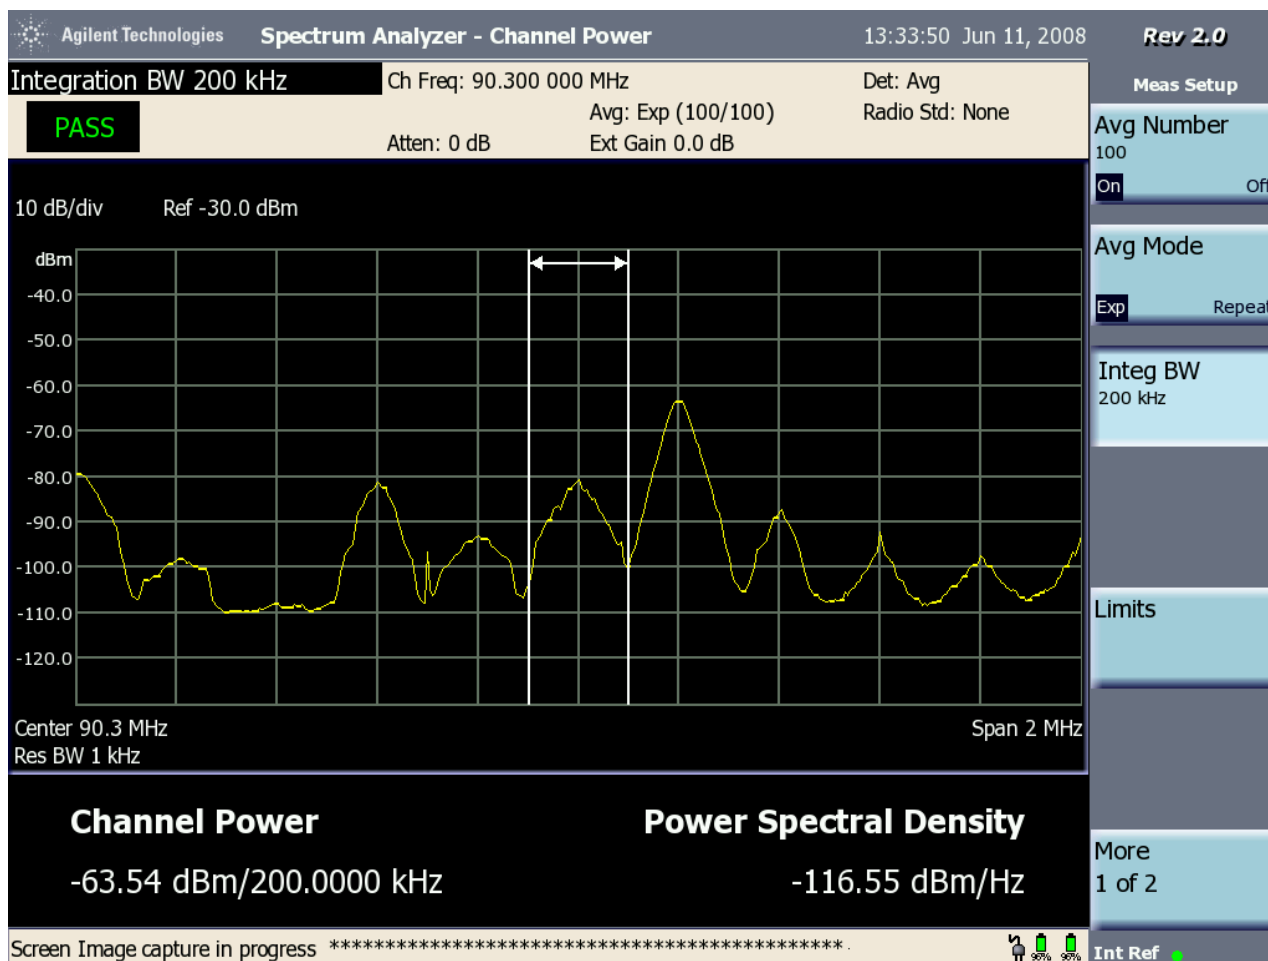 Agilent Technologies Spectrum Analyzer - Channel Power 13:33:50 Jun 11, 2008 Rev 2.0
Integration BW 200 kHz Ch Freq: 90.300 000 MHz Det: Avg
PASS Avg: Exp (100/100) Radio Std: None
Atten: 0 dB Ext Gain 0.0 dB
10 dB/div Ref -30.0 dBm
dBm
-40.0
-50.0
-60.0
-70.0
-80.0
-90.0
-100.0
-110.0
-120.0
Center 90.3 MHz Span 2 MHz
Res BW 1 kHz
Channel Power Power Spectral Density
-63.54 dBm/200.0000 kHz -116.55 dBm/Hz
Screen Image capture in progress **********************************************.
Meas Setup
Avg Number
100
On Off
Avg Mode
Exp Repeat
Integ BW
200 kHz
Limits
More
1 of 2
Int Ref